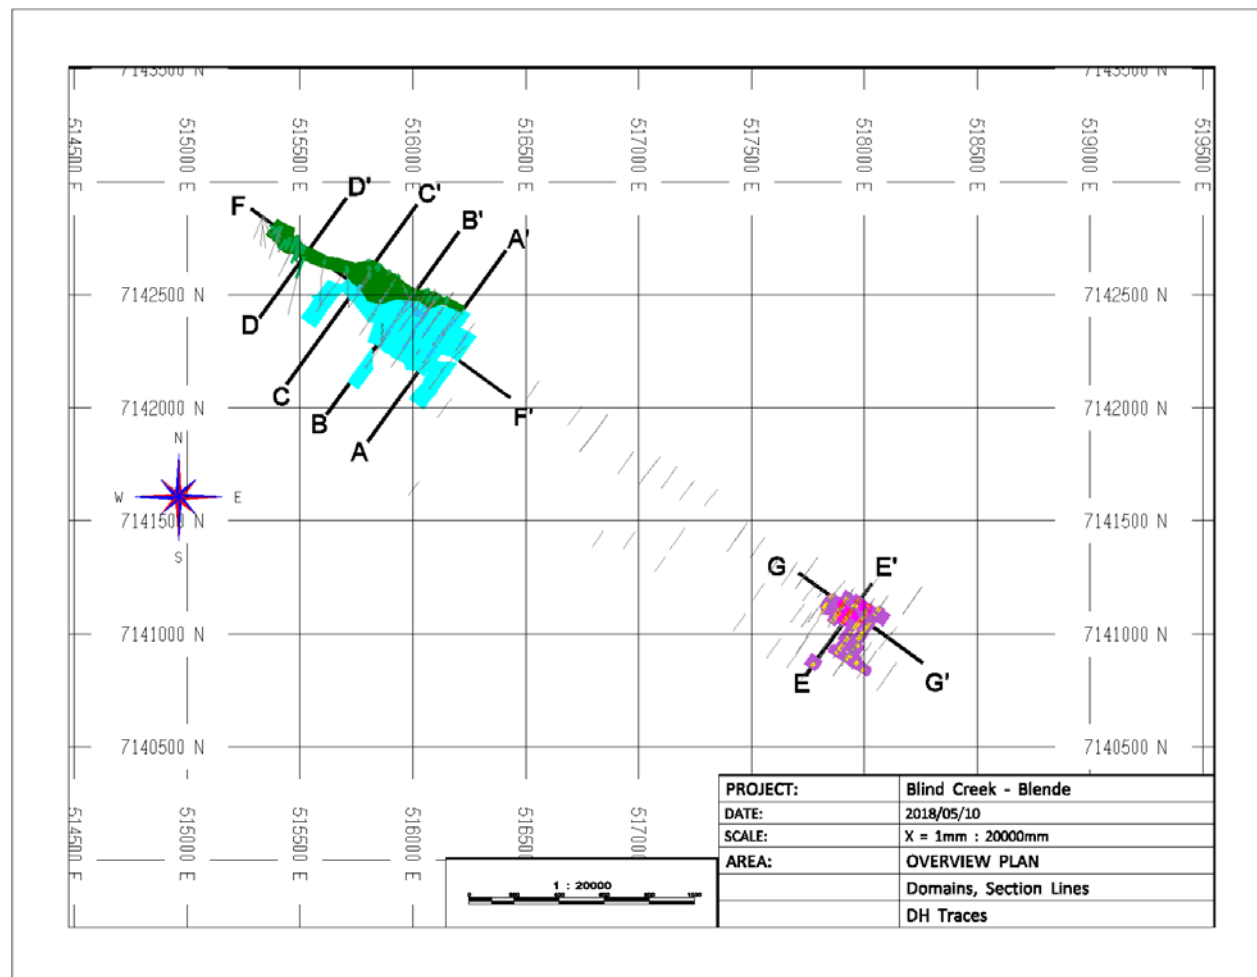 7143500 N
7143500 N
514500 E
515000 E
515500 E
516000 E
516500 E
517000 E
517500 E
518000 E
518500 E
519000 E
519500 E
D'
C'
F
B'
A'
7142500 N
7142500 N
D
C
B
F'
A
7142000 N
7142000 N
N
W
E
S
7141500 N
7141500 N
G
E'
7141000 N
7141000 N
E
G'
7140500 N
7140500 N
514500 E
515000 E
515500 E
516000 E
516500 E
517000
PROJECT: Blind Creek - Blende
DATE: 2018/05/10
SCALE: X = 1mm : 20000mm
AREA: OVERVIEW PLAN
Domains, Section Lines
DH Traces
1 : 20000